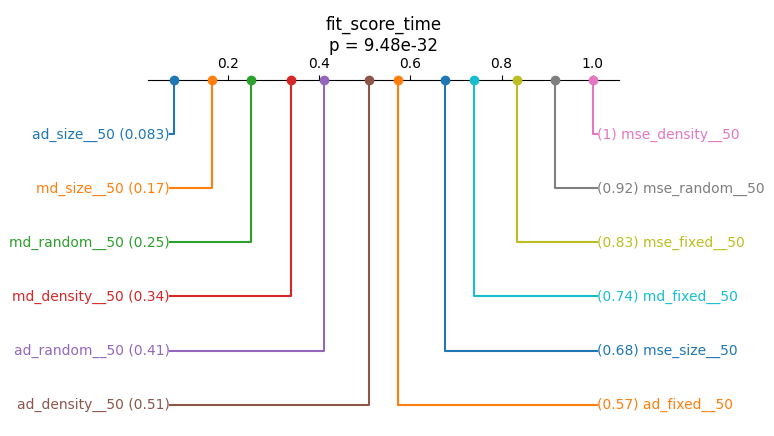 fit_score_time
p = 9.48e-32
0.2 0.4 0.6 0.8 1.0
ad_size__50 (0.083)
(1) mse_density__50
md_size__50 (0.17)
(0.92) mse_random__50
md_random__50 (0.25)
(0.83) mse_fixed__50
md_density__50 (0.34)
(0.74) md_fixed__50
ad_random__50 (0.41)
(0.68) mse_size__50
ad_density__50 (0.51)
(0.57) ad_fixed__50